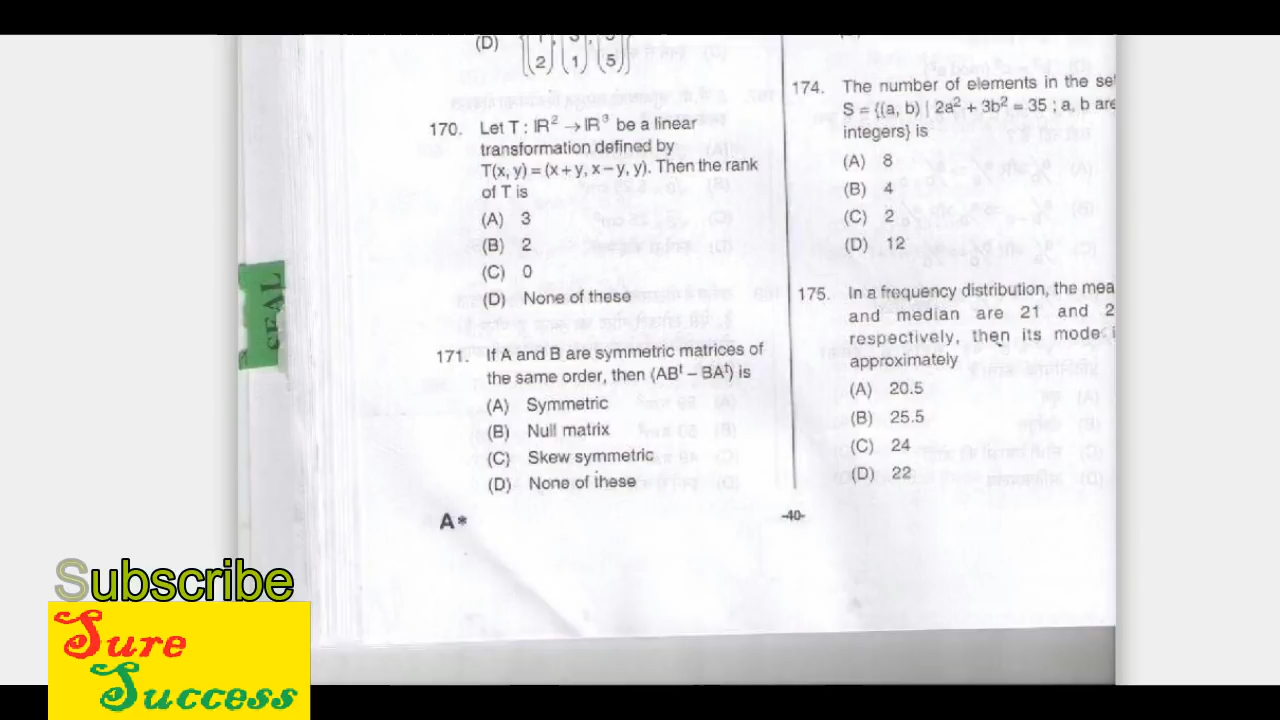 (D)
2 1 5
170. Let T : IR² → IR³ be a linear
transformation defined by
T(x, y) = (x + y, x – y, y). Then the rank
of T is
(A) 3
(B) 2
(C) 0
(D) None of these
171. If A and B are symmetric matrices of
the same order, then (ABᵗ – BAᵗ) is
(A) Symmetric
(B) Null matrix
(C) Skew symmetric
(D) None of these
A*
-40-
174. The number of elements in the set
S = {(a, b) | 2a² + 3b² = 35 ; a, b are
integers} is
(A) 8
(B) 4
(C) 2
(D) 12
175. In a frequency distribution, the mea
and median are 21 and 2
respectively, then its mode i
approximately
(A) 20.5
(B) 25.5
(C) 24
(D) 22
SEAL
Subscribe
Sure
Success